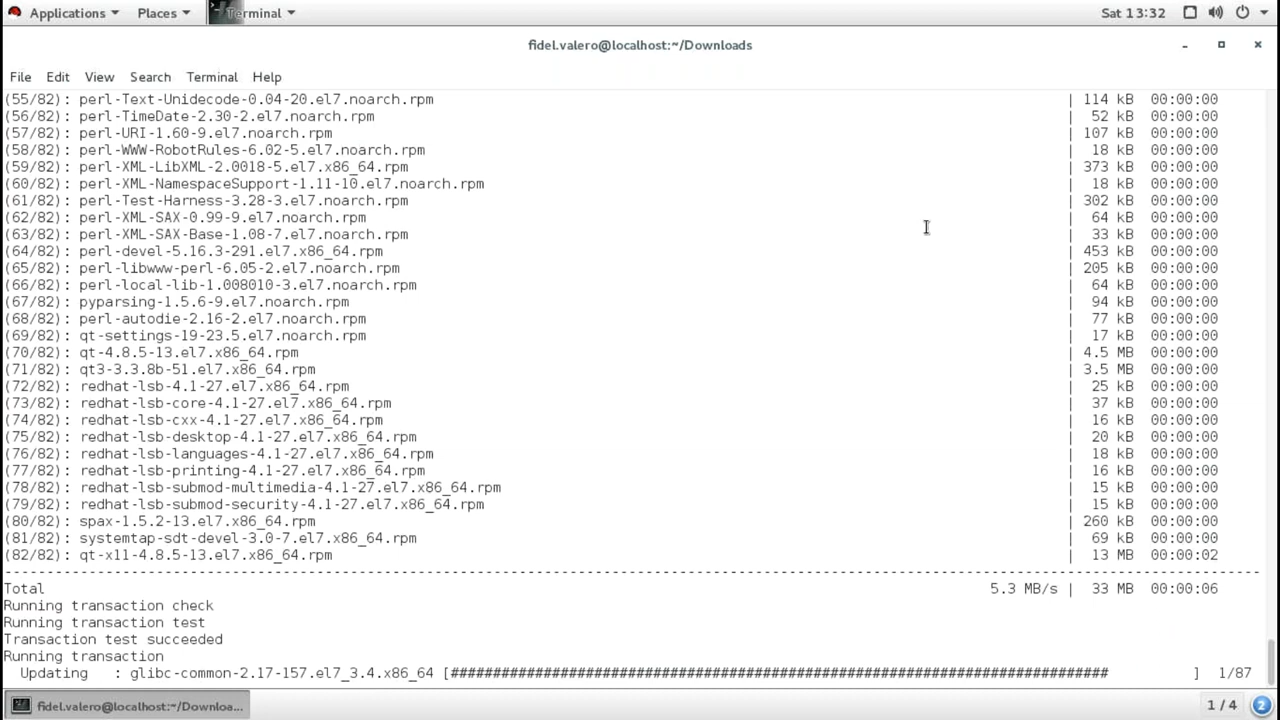 Applications Places Terminal Sat 13:32
fidel.valero@localhost:~/Downloads
File Edit View Search Terminal Help
(55/82): perl-Text-Unidecode-0.04-20.el7.noarch.rpm | 114 kB 00:00:00
(56/82): perl-TimeDate-2.30-2.el7.noarch.rpm | 52 kB 00:00:00
(57/82): perl-URI-1.60-9.el7.noarch.rpm | 107 kB 00:00:00
(58/82): perl-WWW-RobotRules-6.02-5.el7.noarch.rpm | 18 kB 00:00:00
(59/82): perl-XML-LibXML-2.0018-5.el7.x86_64.rpm | 373 kB 00:00:00
(60/82): perl-XML-NamespaceSupport-1.11-10.el7.noarch.rpm | 18 kB 00:00:00
(61/82): perl-Test-Harness-3.28-3.el7.noarch.rpm | 302 kB 00:00:00
(62/82): perl-XML-SAX-0.99-9.el7.noarch.rpm | 64 kB 00:00:00
(63/82): perl-XML-SAX-Base-1.08-7.el7.noarch.rpm | 33 kB 00:00:00
(64/82): perl-devel-5.16.3-291.el7.x86_64.rpm | 453 kB 00:00:00
(65/82): perl-libwww-perl-6.05-2.el7.noarch.rpm | 205 kB 00:00:00
(66/82): perl-local-lib-1.008010-3.el7.noarch.rpm | 64 kB 00:00:00
(67/82): pyparsing-1.5.6-9.el7.noarch.rpm | 94 kB 00:00:00
(68/82): perl-autodie-2.16-2.el7.noarch.rpm | 77 kB 00:00:00
(69/82): qt-settings-19-23.5.el7.noarch.rpm | 17 kB 00:00:00
(70/82): qt-4.8.5-13.el7.x86_64.rpm | 4.5 MB 00:00:00
(71/82): qt3-3.3.8b-51.el7.x86_64.rpm | 3.5 MB 00:00:00
(72/82): redhat-lsb-4.1-27.el7.x86_64.rpm | 25 kB 00:00:00
(73/82): redhat-lsb-core-4.1-27.el7.x86_64.rpm | 37 kB 00:00:00
(74/82): redhat-lsb-cxx-4.1-27.el7.x86_64.rpm | 16 kB 00:00:00
(75/82): redhat-lsb-desktop-4.1-27.el7.x86_64.rpm | 20 kB 00:00:00
(76/82): redhat-lsb-languages-4.1-27.el7.x86_64.rpm | 18 kB 00:00:00
(77/82): redhat-lsb-printing-4.1-27.el7.x86_64.rpm | 16 kB 00:00:00
(78/82): redhat-lsb-submod-multimedia-4.1-27.el7.x86_64.rpm | 15 kB 00:00:00
(79/82): redhat-lsb-submod-security-4.1-27.el7.x86_64.rpm | 15 kB 00:00:00
(80/82): spax-1.5.2-13.el7.x86_64.rpm | 260 kB 00:00:00
(81/82): systemtap-sdt-devel-3.0-7.el7.x86_64.rpm | 69 kB 00:00:00
(82/82): qt-x11-4.8.5-13.el7.x86_64.rpm | 13 MB 00:00:02
--------------------------------------------------------------------------------
Total 5.3 MB/s | 33 MB 00:00:06
Running transaction check
Running transaction test
Transaction test succeeded
Running transaction
Updating : glibc-common-2.17-157.el7_3.4.x86_64 [############################################################################## ] 1/87
fidel.valero@localhost:~/Downloa... 1 / 4 2